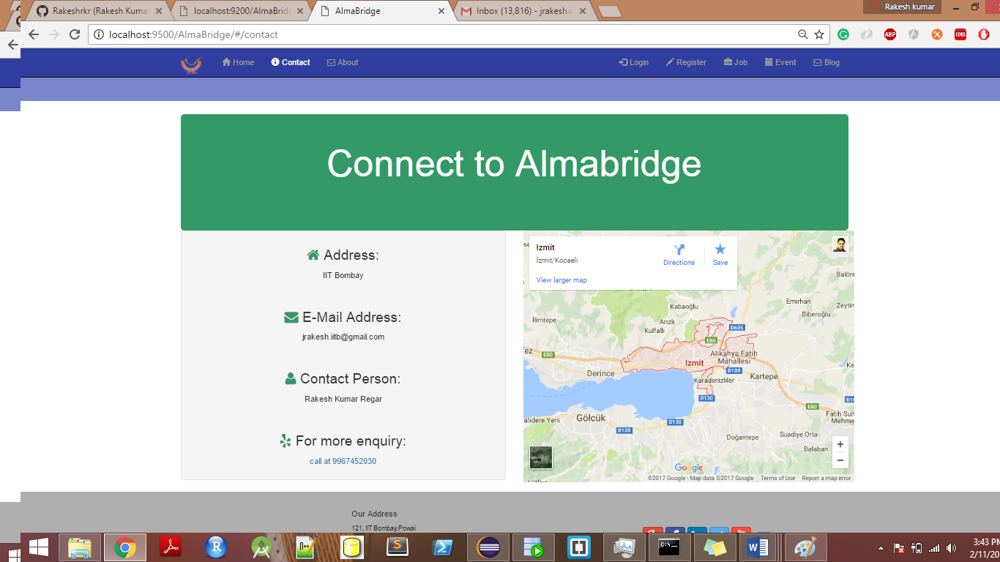 Rakesh kumar
Rakeshrkr (Rakesh Kuma
localhost:9200/AlmaBrid
AlmaBridge
Inbox (13,816) - jrakesh.i
localhost:9500/AlmaBridge/#/contact
ABP
CORS
Home
Contact
About
Login
Register
Job
Event
Blog
Connect to Almabridge
Address:
IIT Bombay
E-Mail Address:
jrakesh.iitb@gmail.com
Contact Person:
Rakesh Kumar Regar
For more enquiry:
call at 9967452030
Izmit
İzmit/Kocaeli
Directions
Save
View larger map
Balöre
Kabaoğlu
Emirhan
Zeytin
İlimtepe
Arızlı
Biberoğlu
Kulfallı
D605
E80
E80
Alikahya Fatih
Mahallesi
Izmit
D100
Derince
Karadenizliler
Kartepe
D130
E80
Gölcük
D130
D130
Fatih Sul
Mehme
alıdere Yeni
Doğantepe
Suadiye Orta
Balaban
Google
©2017 Google - Map data ©2017 Google
Terms of Use
Report a map error
Our Address
121, IIT Bombay,Powai
3:43 PM
2/11/20